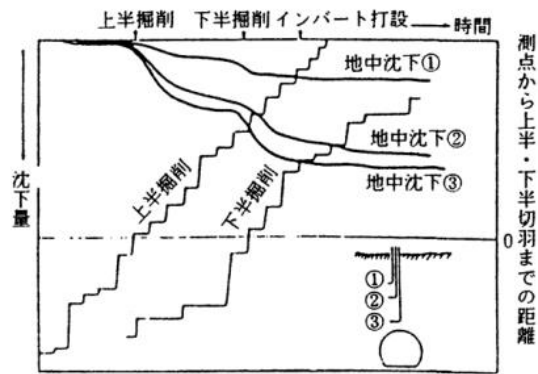 上半掘削 下半掘削 インバート打設 →時間
地中沈下①
地中沈下②
地中沈下③
上半掘削
下半掘削
沈下量
測点から上半・下半切羽までの距離
0
①
②
③